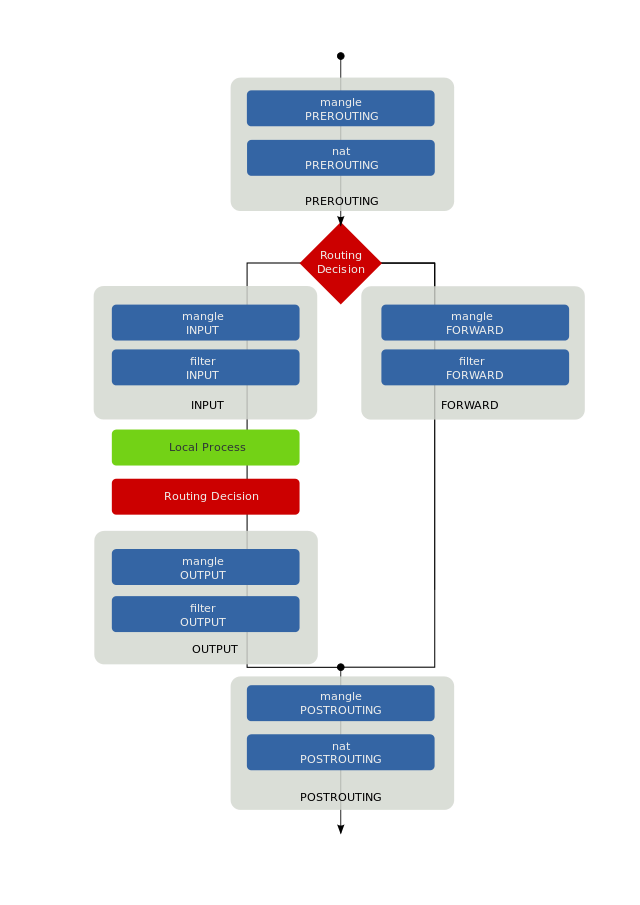 mangle
PREROUTING
nat
PREROUTING
PREROUTING
Routing
Decision
mangle
INPUT
filter
INPUT
INPUT
mangle
FORWARD
filter
FORWARD
FORWARD
Local Process
Routing Decision
mangle
OUTPUT
filter
OUTPUT
OUTPUT
mangle
POSTROUTING
nat
POSTROUTING
POSTROUTING